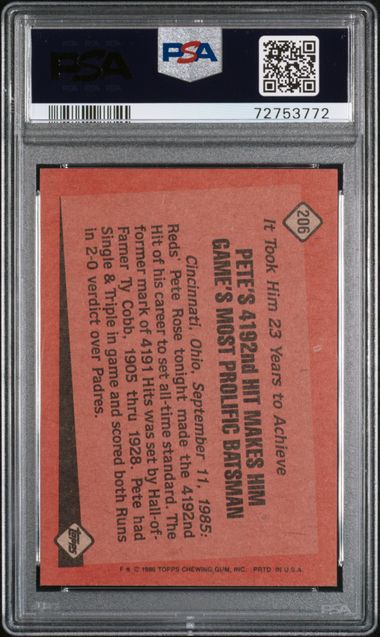 PSA
PSA
72753772
206
It Took Him 23 Years to Achieve
PETE'S 4192nd HIT MAKES HIM
GAME'S MOST PROLIFIC BATSMAN
Cincinnati, Ohio, September 11, 1985:
Reds' Pete Rose tonight made the 4192nd
Hit of his career to set all-time standard. The
former mark of 4191 Hits was set by Hall-of-
Famer Ty Cobb, 1905 thru 1928. Pete had
Single & Triple in game and scored both Runs
in 2-0 verdict over Padres.
Topps
© 1986 TOPPS CHEWING GUM, INC. PRTD. IN U.S.A.